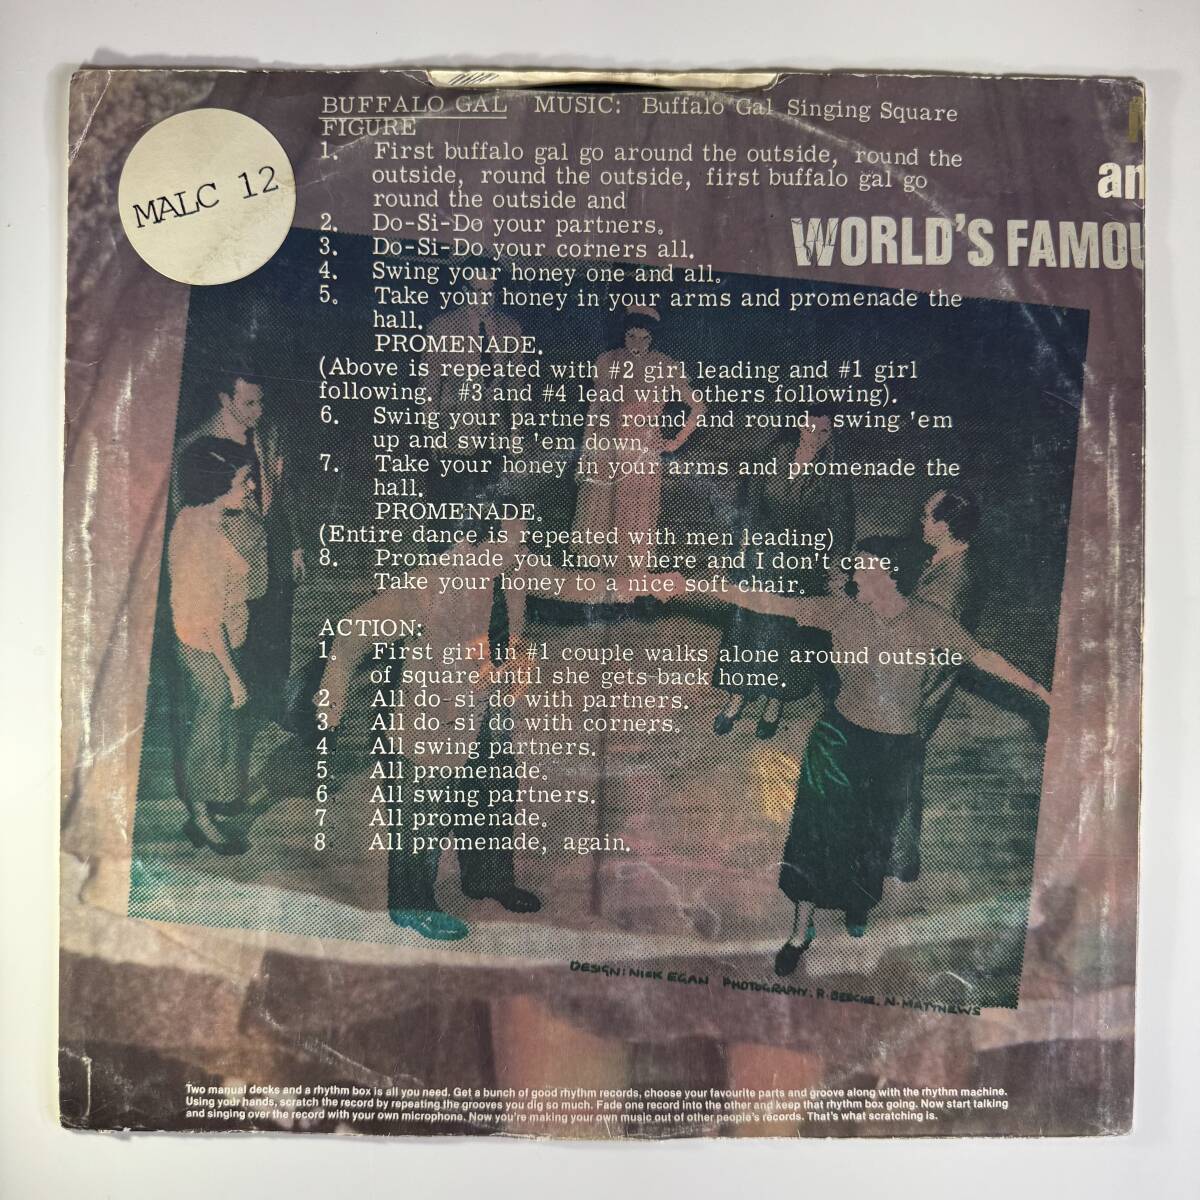 MALC 12
BUFFALO GAL MUSIC: Buffalo Gal Singing Square
FIGURE
1. First buffalo gal go around the outside, round the
outside, round the outside, first buffalo gal go
round the outside and
2. Do-Si-Do your partners.
3. Do-Si-Do your corners all.
4. Swing your honey one and all.
5. Take your honey in your arms and promenade the
hall.
PROMENADE.
(Above is repeated with #2 girl leading and #1 girl
following. #3 and #4 lead with others following).
6. Swing your partners round and round, swing 'em
up and swing 'em down.
7. Take your honey in your arms and promenade the
hall.
PROMENADE.
(Entire dance is repeated with men leading)
8. Promenade you know where and I don't care.
Take your honey to a nice soft chair.
ACTION:
1. First girl in #1 couple walks alone around outside
of square until she gets back home.
2. All do si do with partners.
3. All do si do with corners.
4. All swing partners.
5. All promenade.
6 All swing partners.
7 All promenade.
8 All promenade, again.
an
WORLD'S FAMOU
DESIGN: NICK EGAN PHOTOGRAPHY. R. BEECHE. N. MATTHEWS
Two manual decks and a rhythm box is all you need. Get a bunch of good rhythm records, choose your favourite parts and groove along with the rhythm machine.
Using your hands, scratch the record by repeating the grooves you dig so much. Fade one record into the other and keep that rhythm box going. Now start talking
and singing over the record with your own microphone. Now you're making your own music out of other people's records. That's what scratching is.